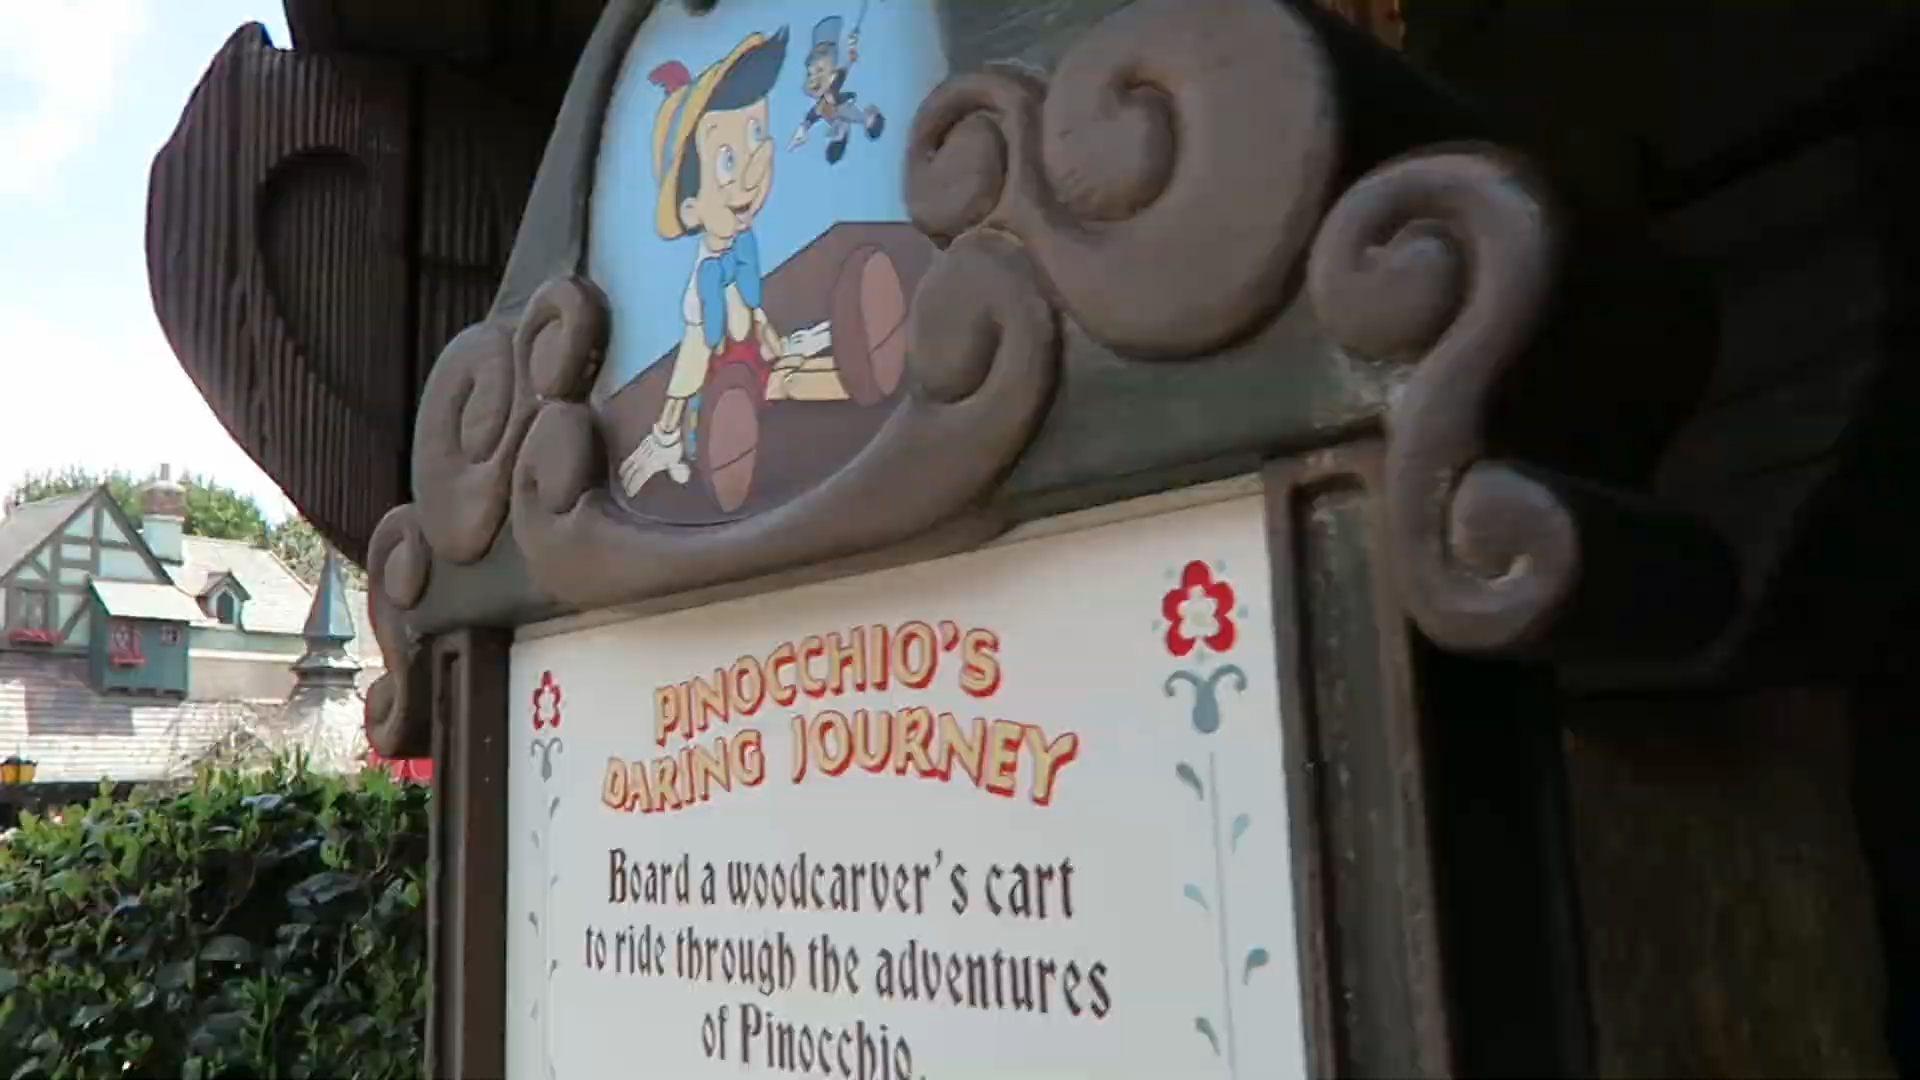 PINOCCHIO'S
DARING JOURNEY
Board a woodcarver's cart
to ride through the adventures
of Pinocchio.